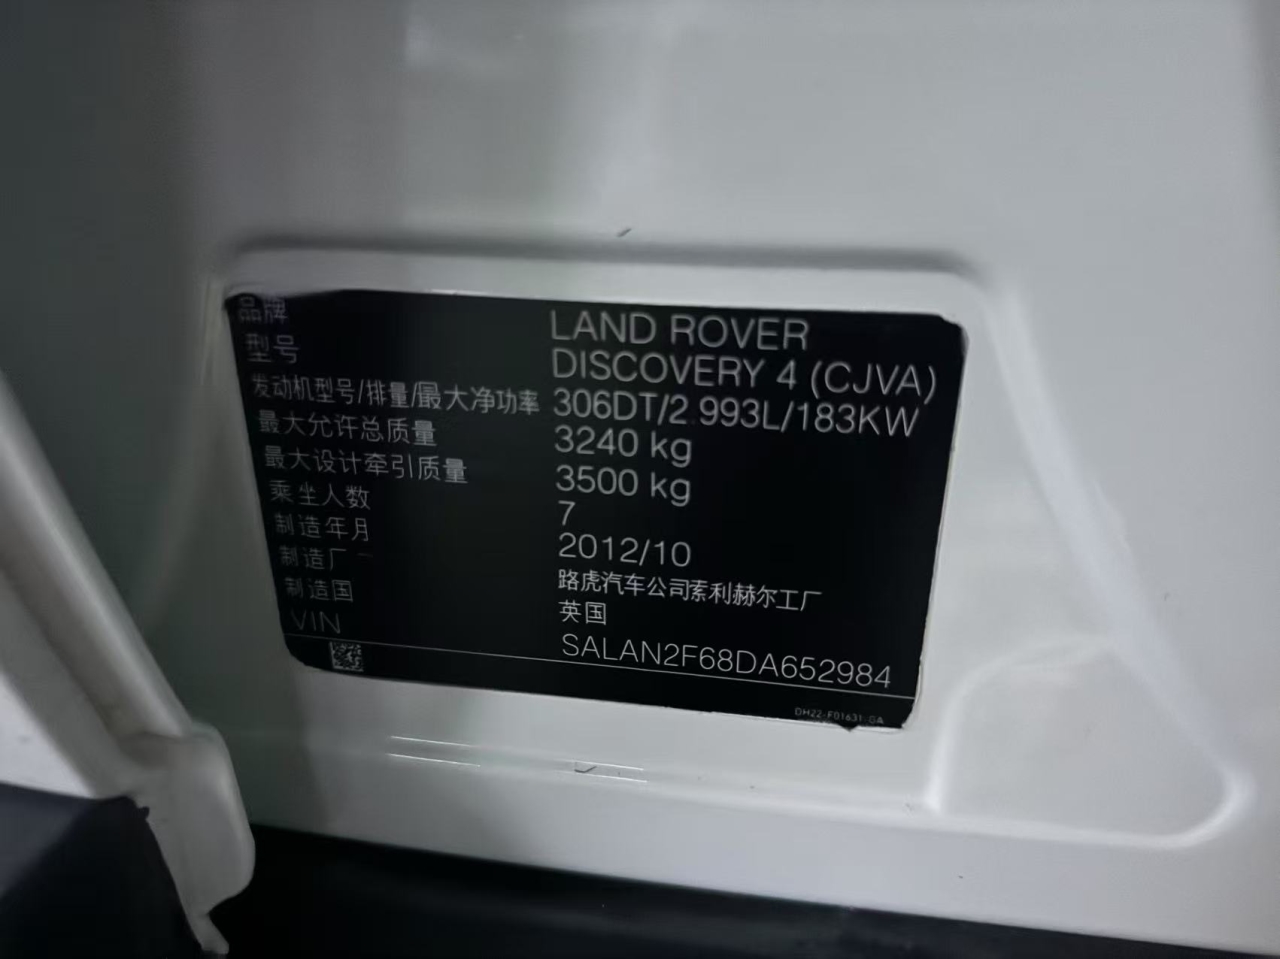 品牌 LAND ROVER
型号 DISCOVERY 4 (CJVA)
发动机型号/排量/最大净功率 306DT/2.993L/183KW
最大允许总质量 3240 kg
最大设计牵引质量 3500 kg
乘坐人数 7
制造年月 2012/10
制造厂 路虎汽车公司索利赫尔工厂
制造国 英国
VIN SALAN2F68DA652984
DH22-F01631-GA